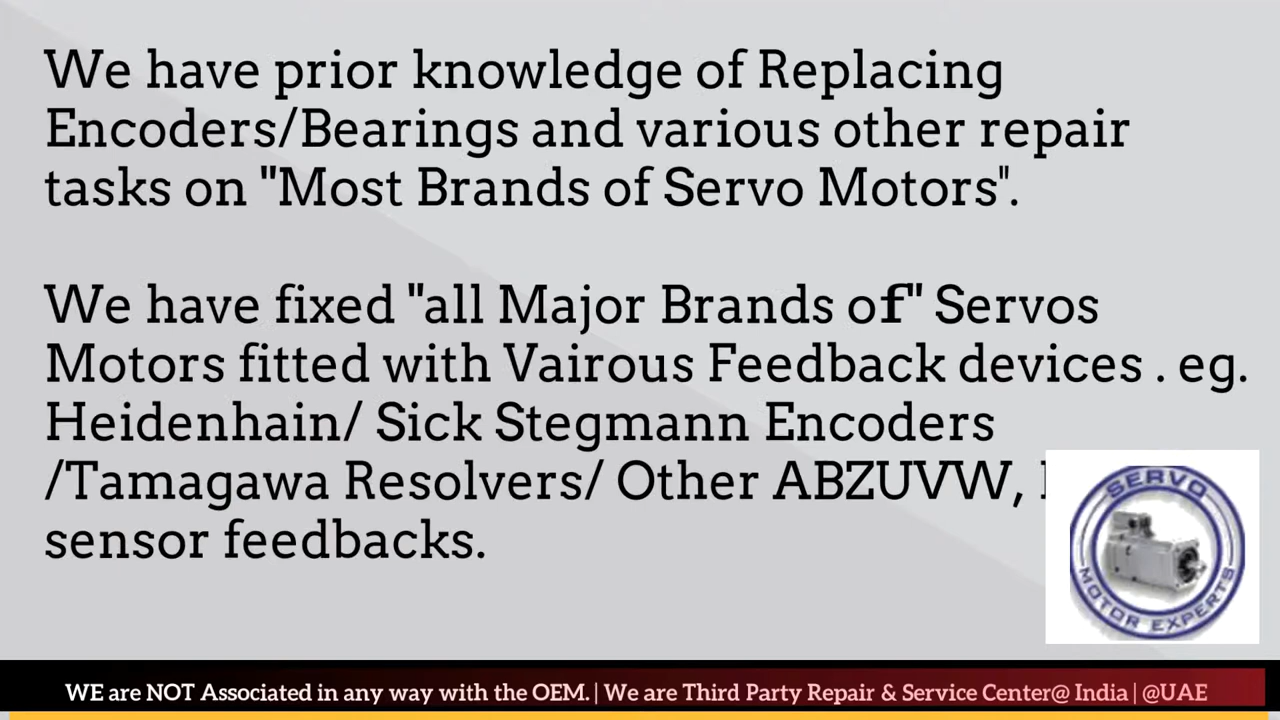 We have prior knowledge of Replacing
Encoders/Bearings and various other repair
tasks on "Most Brands of Servo Motors".
We have fixed "all Major Brands of" Servos
Motors fitted with Vairous Feedback devices . eg.
Heidenhain/ Sick Stegmann Encoders
/Tamagawa Resolvers/ Other ABZUVW,
sensor feedbacks.
SERVO
MOTOR EXPERTS
WE are NOT Associated in any way with the OEM. | We are Third Party Repair & Service Center@ India | @UAE